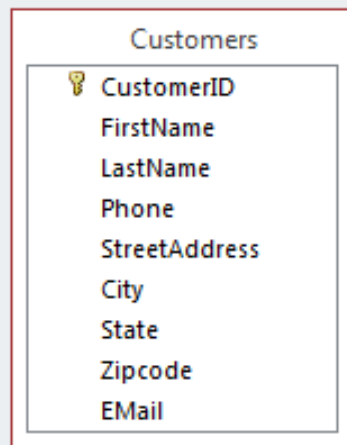 Customers
CustomerID
FirstName
LastName
Phone
StreetAddress
City
State
Zipcode
EMail